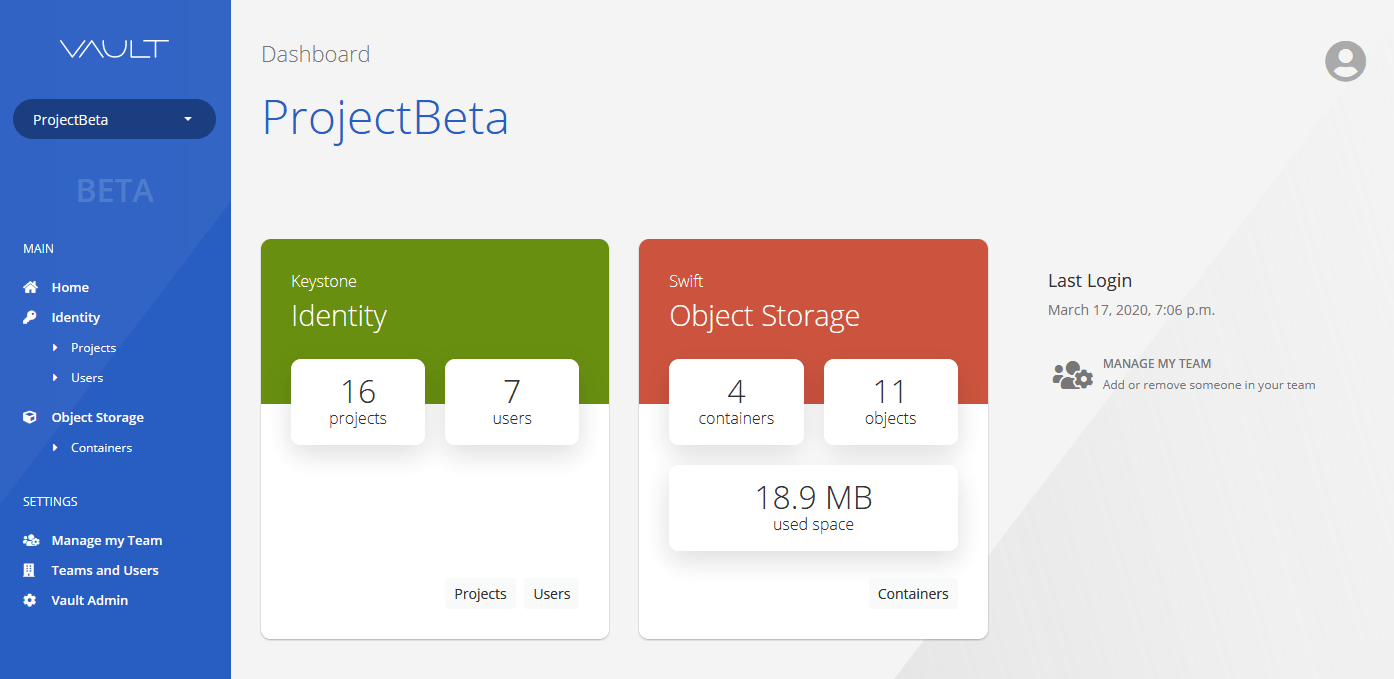 VAULT
ProjectBeta
BETA
MAIN
Home
Identity
Projects
Users
Object Storage
Containers
SETTINGS
Manage my Team
Teams and Users
Vault Admin
Dashboard
ProjectBeta
Keystone
Identity
16
projects
7
users
Projects
Users
Swift
Object Storage
4
containers
11
objects
18.9 MB
used space
Containers
Last Login
March 17, 2020, 7:06 p.m.
MANAGE MY TEAM
Add or remove someone in your team